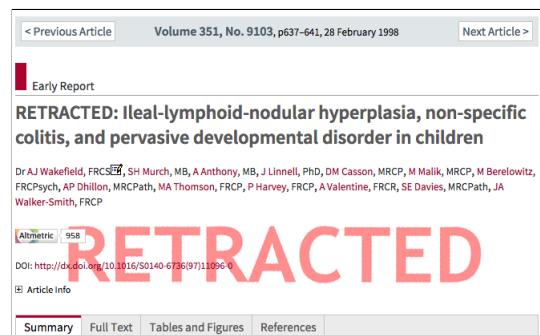 < Previous Article Volume 351, No. 9103, p637–641, 28 February 1998 Next Article >
Early Report
RETRACTED: Ileal-lymphoid-nodular hyperplasia, non-specific
colitis, and pervasive developmental disorder in children
Dr AJ Wakefield, FRCS, SH Murch, MB, A Anthony, MB, J Linnell, PhD, DM Casson, MRCP, M Malik, MRCP, M Berelowitz,
FRCPsych, AP Dhillon, MRCPath, MA Thomson, FRCP, P Harvey, FRCP, A Valentine, FRCR, SE Davies, MRCPath, JA
Walker-Smith, FRCP
Altmetric 958
RETRACTED
DOI: http://dx.doi.org/10.1016/S0140-6736(97)11096-0
Article Info
Summary Full Text Tables and Figures References